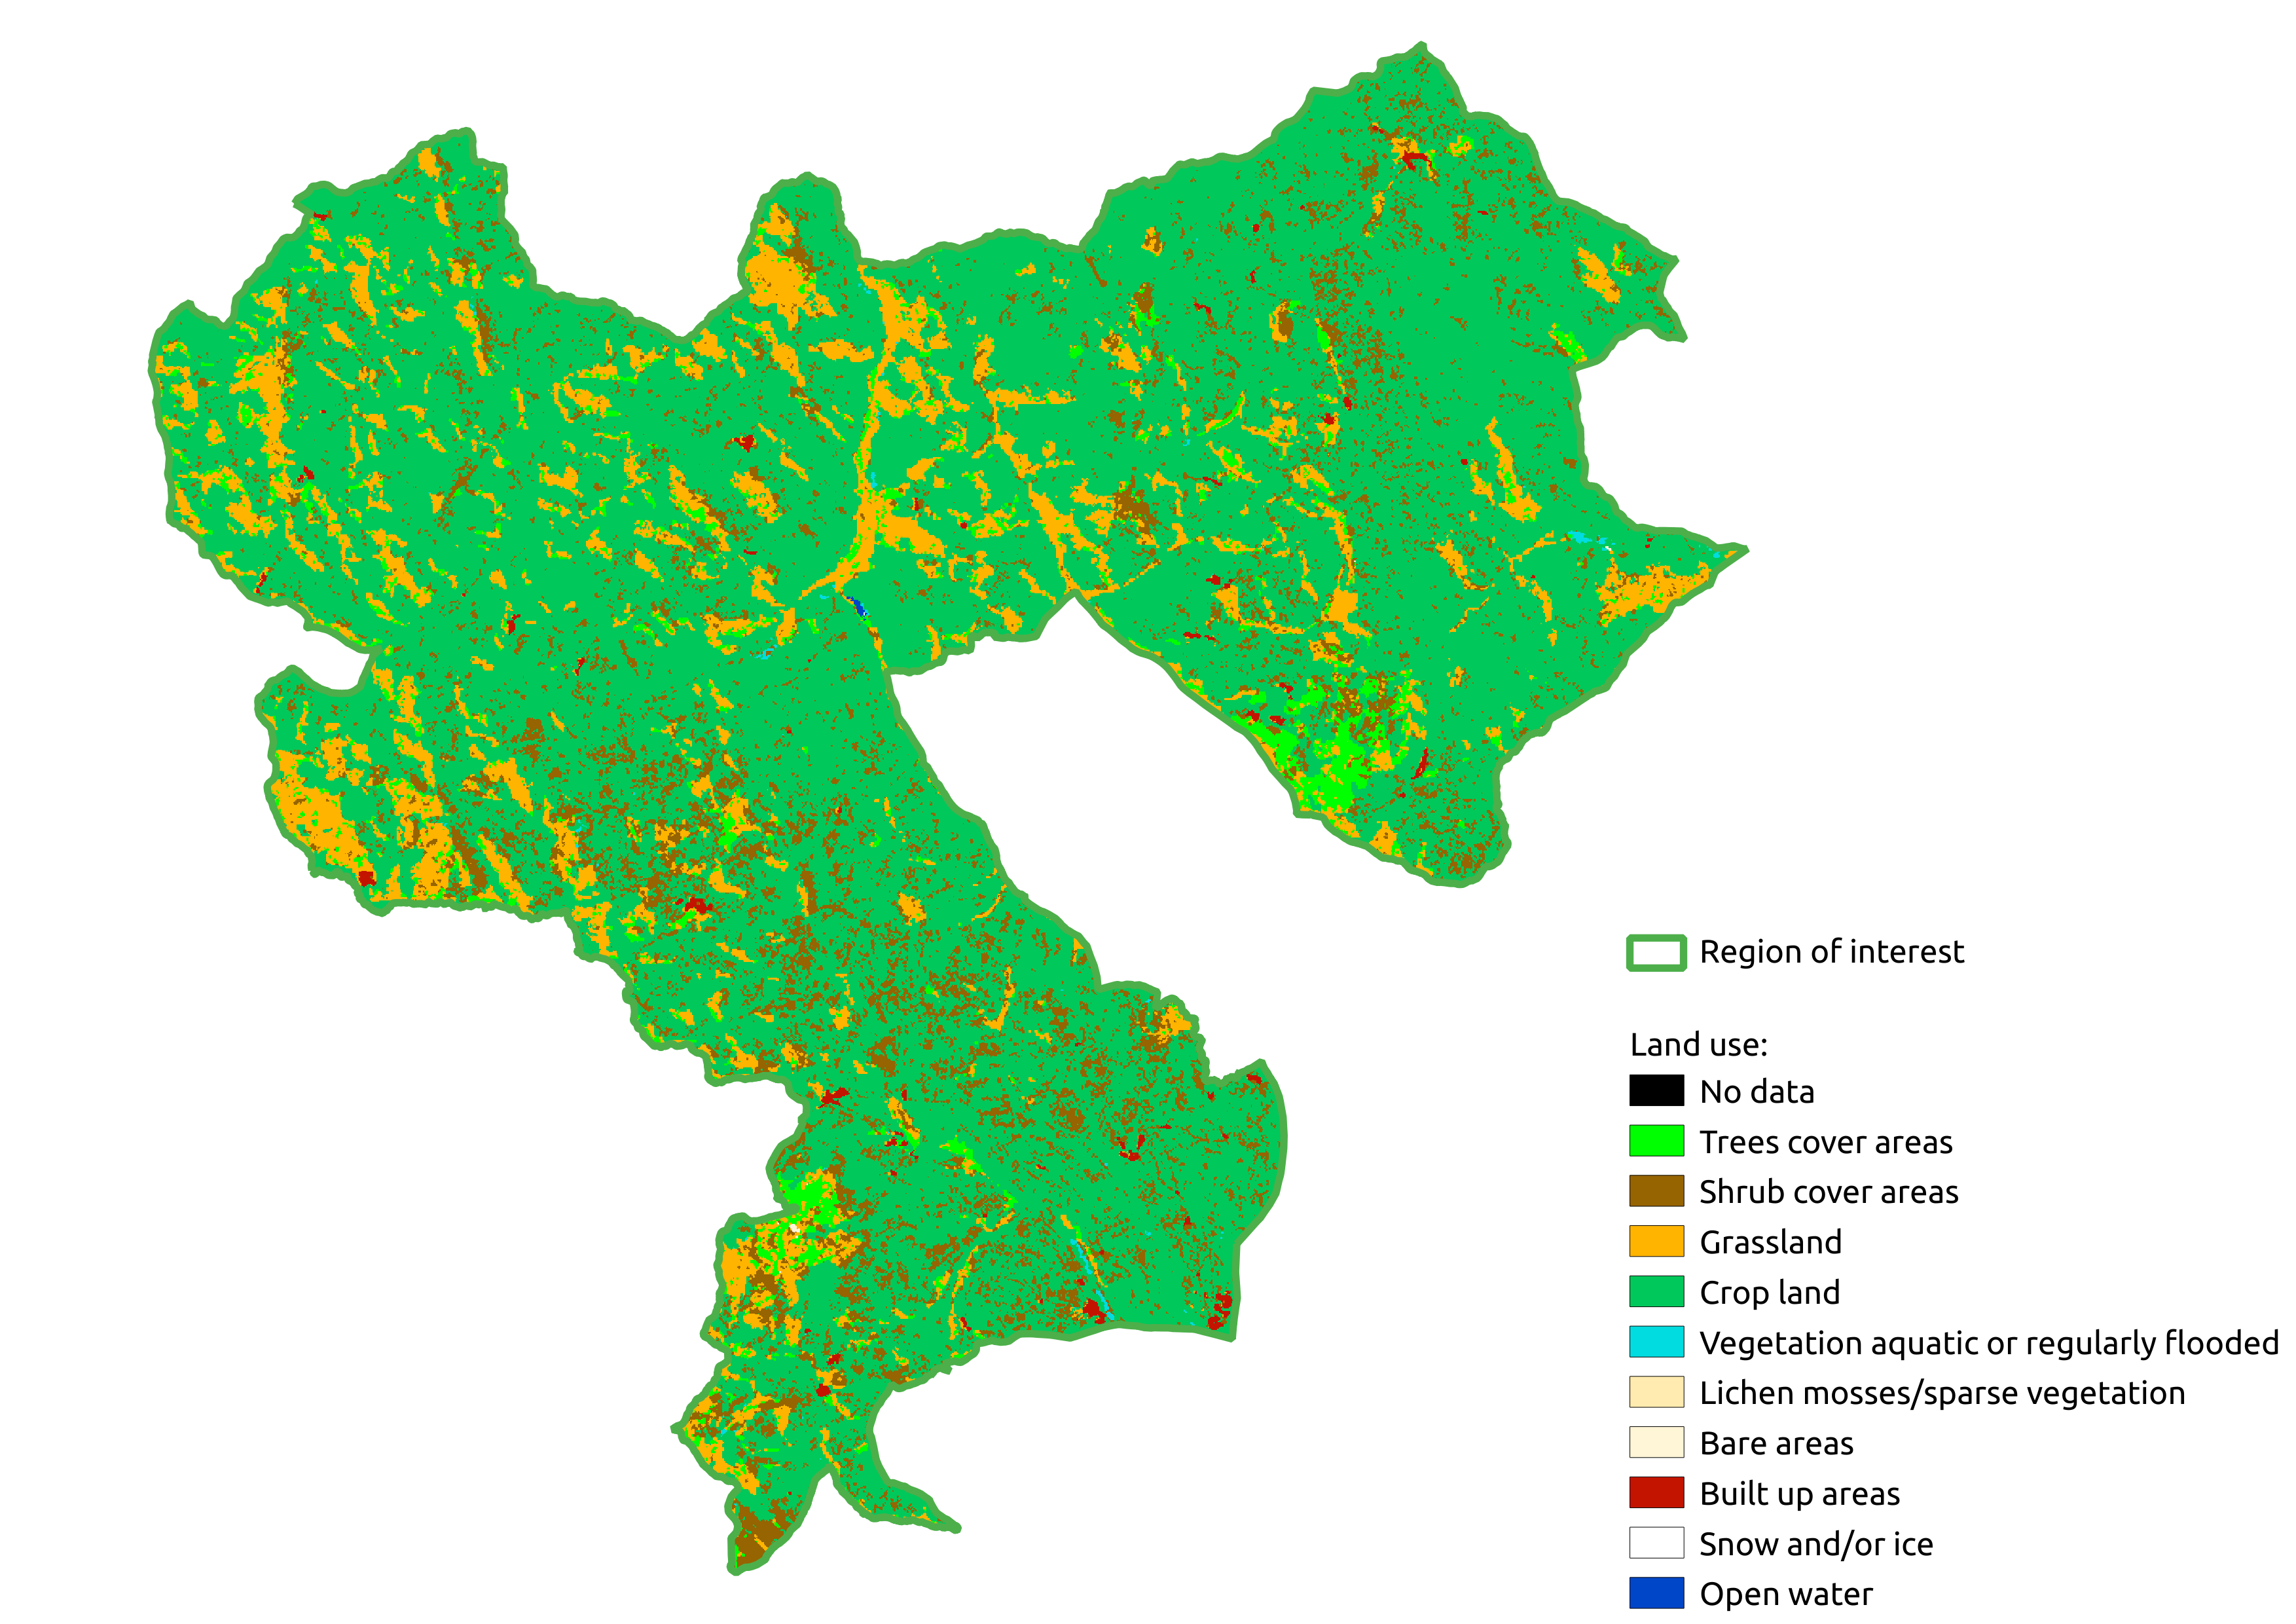 Region of interest
Land use:
No data
Trees cover areas
Shrub cover areas
Grassland
Crop land
Vegetation aquatic or regularly flooded
Lichen mosses/sparse vegetation
Bare areas
Built up areas
Snow and/or ice
Open water